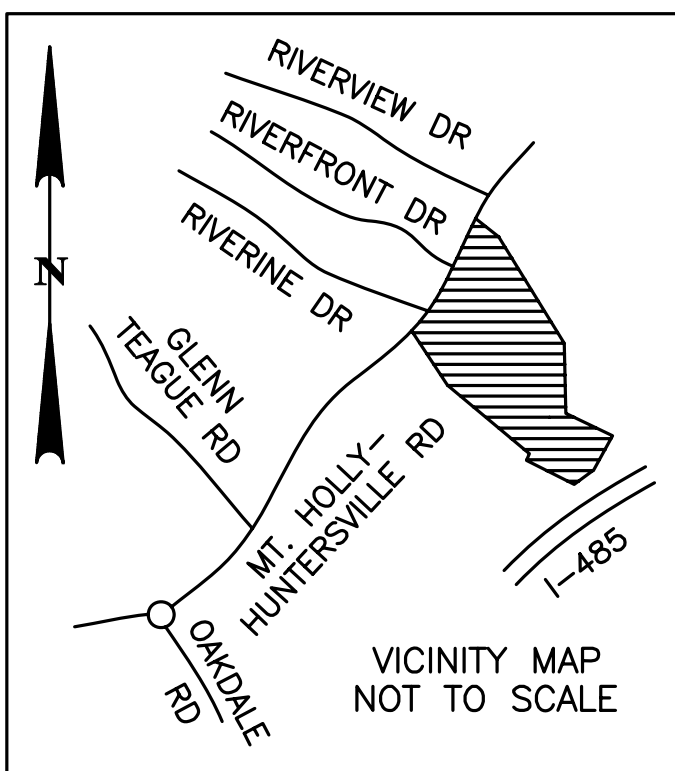 RIVERVIEW DR
RIVERFRONT DR
RIVERINE DR
N
GLENN
TEAGUE RD
MT. HOLLY-
HUNTERSVILLE RD
I-485
OAKDALE
RD
VICINITY MAP
NOT TO SCALE